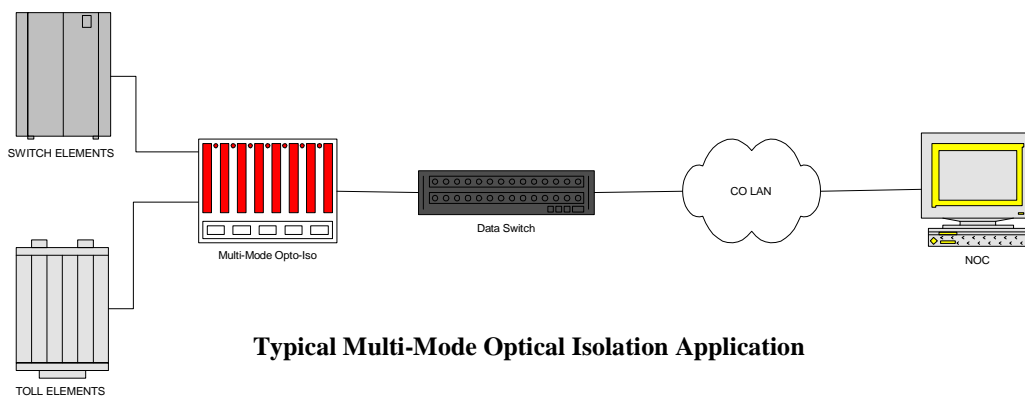 SWITCH ELEMENTS
Multi-Mode Opto-Iso
Data Switch
CO LAN
NOC
Typical Multi-Mode Optical Isolation Application
TOLL ELEMENTS